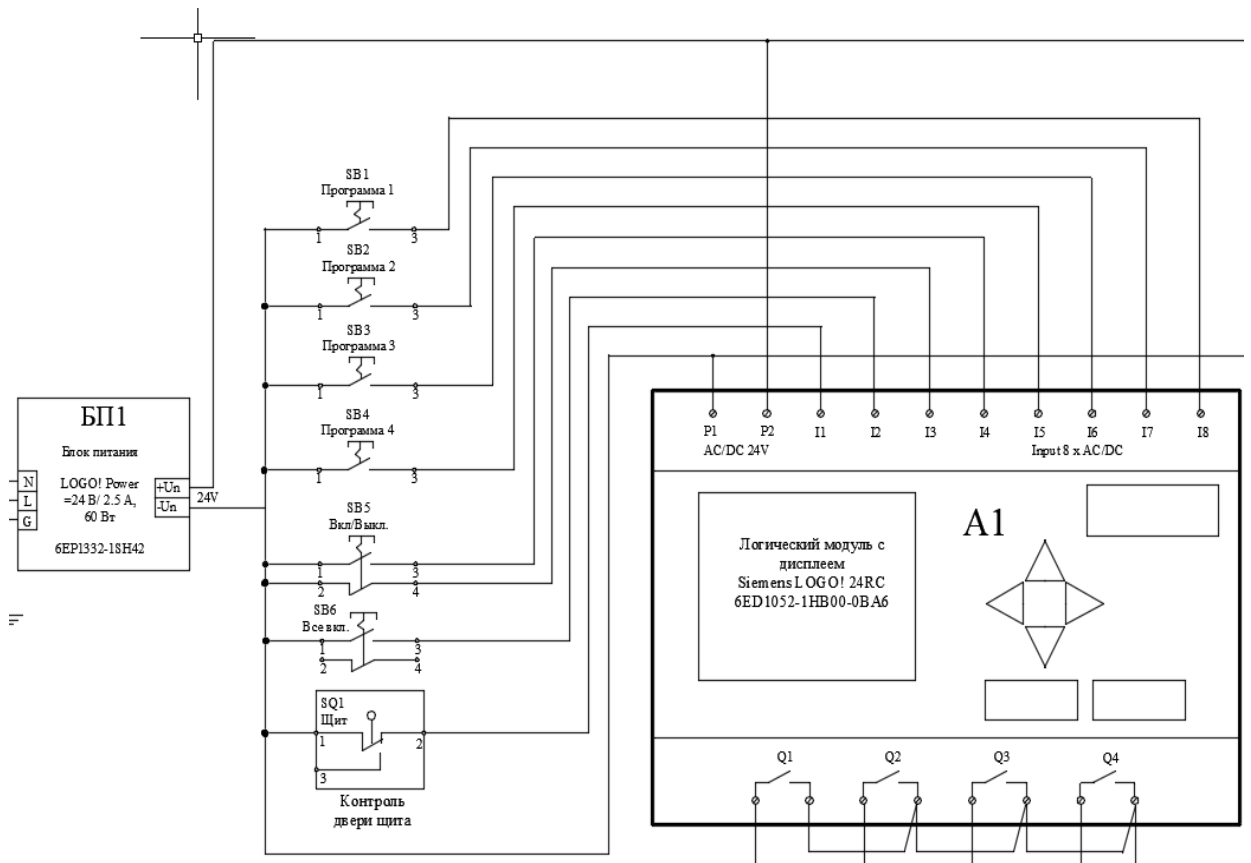 SB1
Программа 1
1
3
SB2
Программа 2
1
3
SB3
Программа 3
1
3
SB4
Программа 4
1
3
БП1
Блок питания
LOGO! Power
=24 В/ 2.5 А,
60 Вт
6EP1332-1SH42
N
L
G
+Un
-Un
24V
SB5
Вкл/Выкл.
1
3
2
4
SB6
Все вкл.
1
3
2
4
SQ1
Щит
1
2
3
Контроль
двери щита
P1
P2
I1
I2
I3
I4
I5
I6
I7
I8
AC/DC 24V
Input 8 x AC/DC
A1
Логический модуль с
дисплеем
Siemens LOGO! 24RC
6ED1052-1HB00-0BA6
Q1
Q2
Q3
Q4